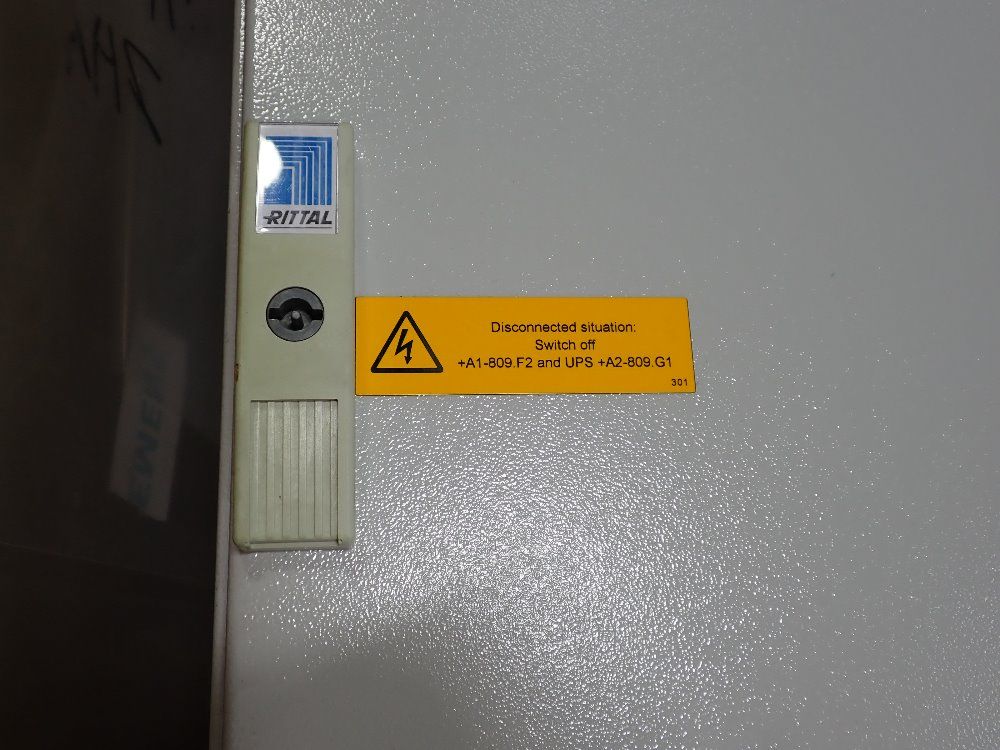 RITTAL
Disconnected situation:
Switch off
+A1-809.F2 and UPS +A2-809.G1
301